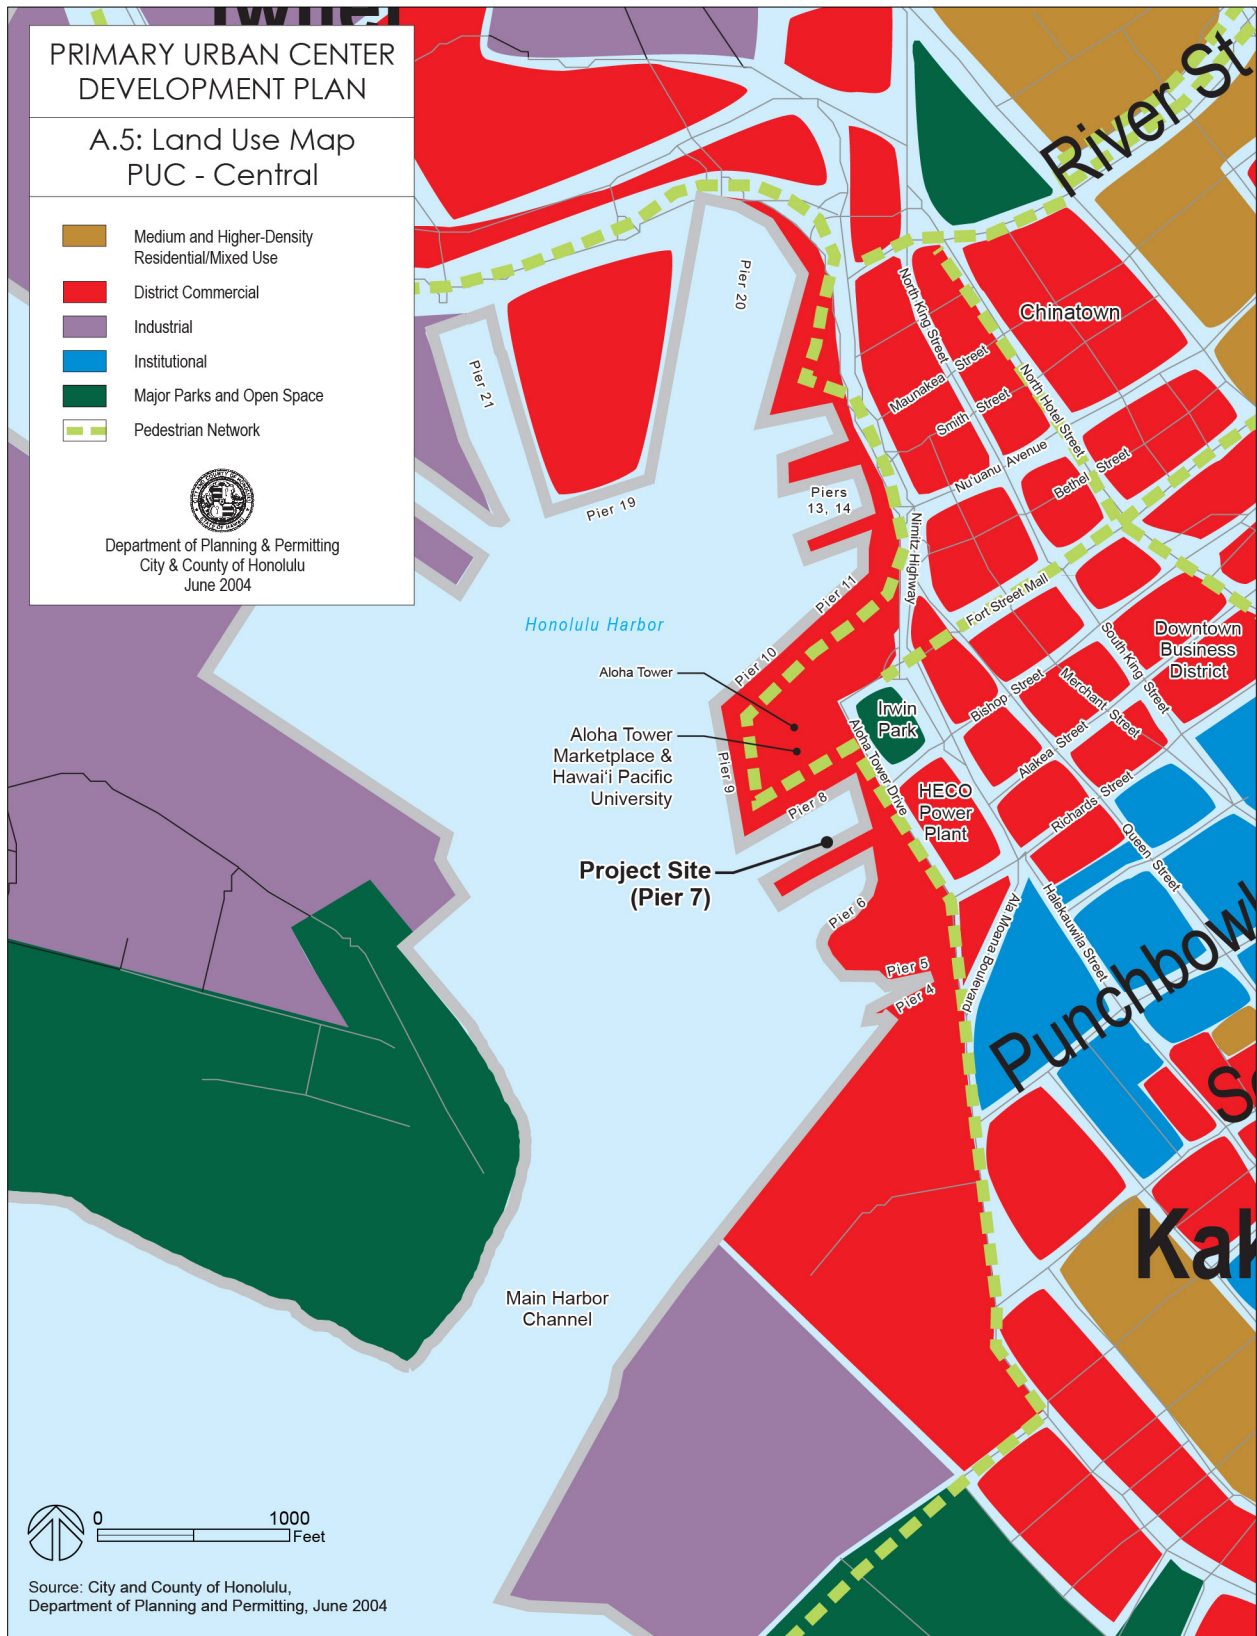 PRIMARY URBAN CENTER
DEVELOPMENT PLAN
A.5: Land Use Map
PUC - Central
Medium and Higher-Density
Residential/Mixed Use
District Commercial
Industrial
Institutional
Major Parks and Open Space
Pedestrian Network
Department of Planning & Permitting
City & County of Honolulu
June 2004
River St
Pier 20
Pier 21
Pier 19
Piers
13, 14
Pier 11
Pier 10
Pier 9
Pier 8
Pier 6
Pier 5
Pier 4
North King Street
Chinatown
Maunakea Street
Smith Street
North Hotel Street
Nu'uanu Avenue
Bethel Street
Nimitz Highway
Fort Street Mall
Honolulu Harbor
Aloha Tower
Aloha Tower
Marketplace &
Hawai‘i Pacific
University
Irwin
Park
Aloha Tower Drive
Bishop Street
South King Street
Merchant Street
Downtown
Business
District
Alakea Street
Richards Street
HECO
Power
Plant
Queen Street
Project Site
(Pier 7)
Halekauwila Street
Ala Moana Boulevard
Punchbowl
Kak
Main Harbor
Channel
0 1000
Feet
Source: City and County of Honolulu,
Department of Planning and Permitting, June 2004